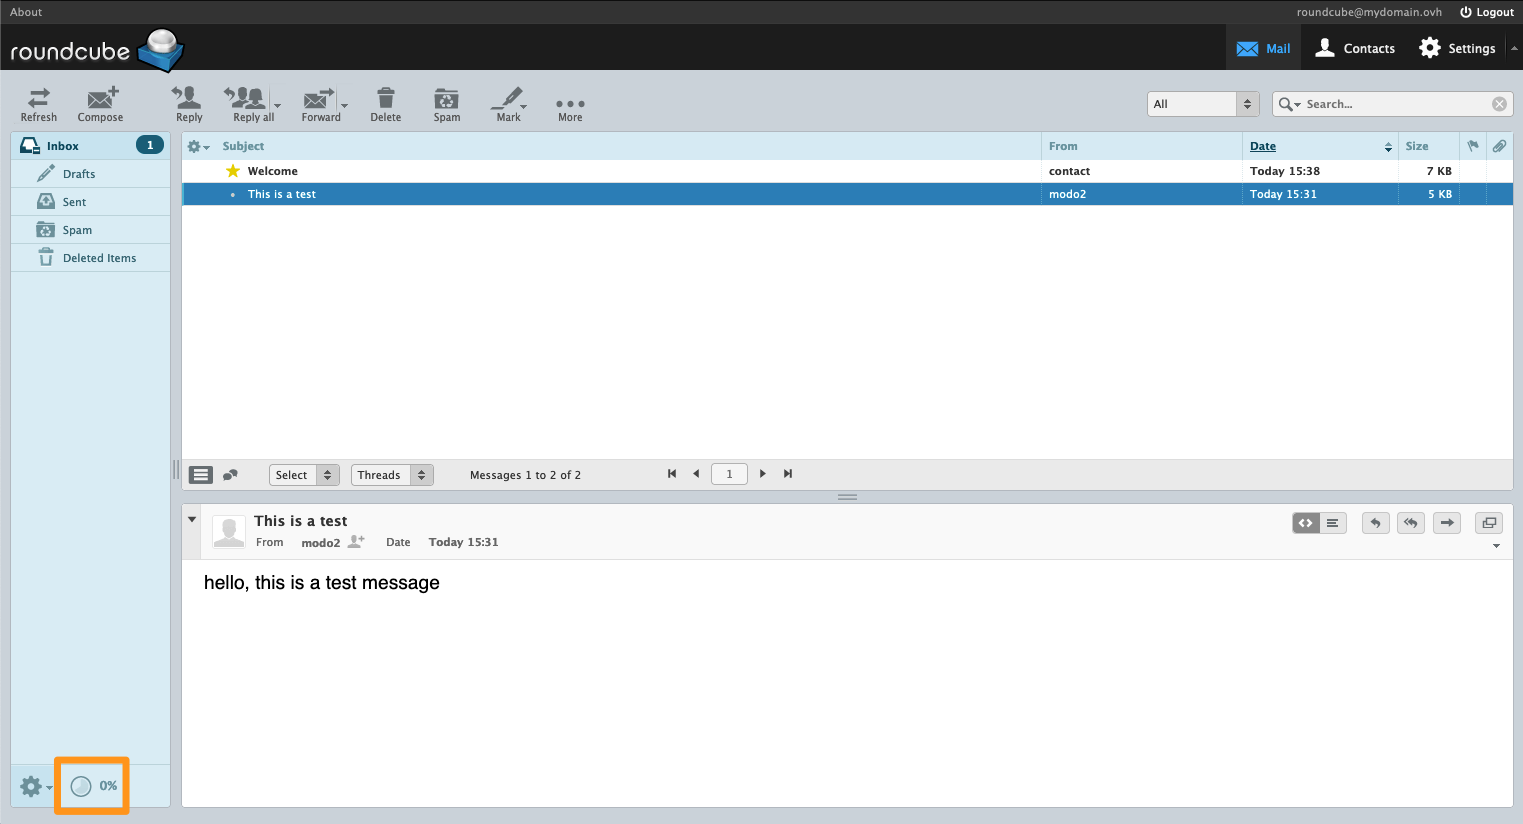 About
roundcube@mydomain.ovh Logout
roundcube
Mail Contacts Settings
Refresh Compose Reply Reply all Forward Delete Spam Mark More
All Search...
Inbox 1
Drafts
Sent
Spam
Deleted Items
Subject From Date Size
Welcome contact Today 15:38 7 KB
This is a test modo2 Today 15:31 5 KB
Select Threads Messages 1 to 2 of 2 1
This is a test
From modo2 Date Today 15:31
hello, this is a test message
0%